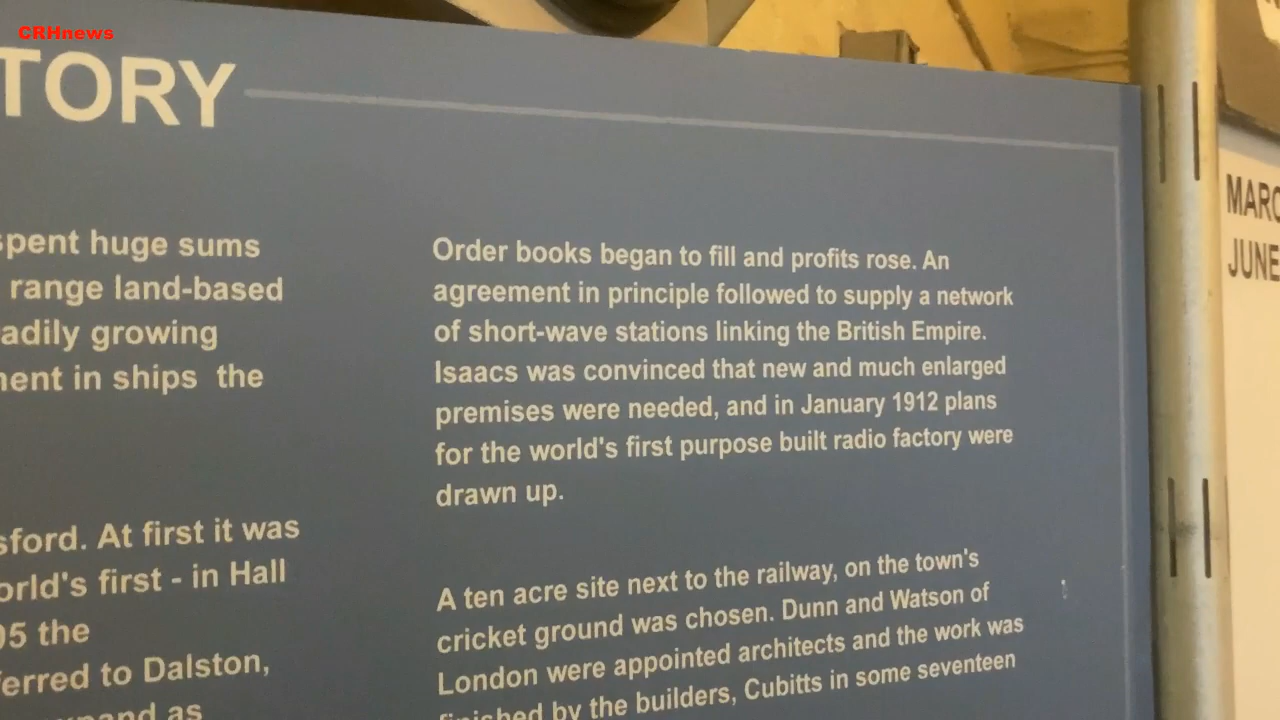 CRHnews
TORY
spent huge sums
range land-based
adily growing
ment in ships the
sford. At first it was
orld's first - in Hall
05 the
ferred to Dalston,
xpand as
Order books began to fill and profits rose. An
agreement in principle followed to supply a network
of short-wave stations linking the British Empire.
Isaacs was convinced that new and much enlarged
premises were needed, and in January 1912 plans
for the world's first purpose built radio factory were
drawn up.
A ten acre site next to the railway, on the town's
cricket ground was chosen. Dunn and Watson of
London were appointed architects and the work was
finished by the builders, Cubitts in some seventeen
MARC
JUNE